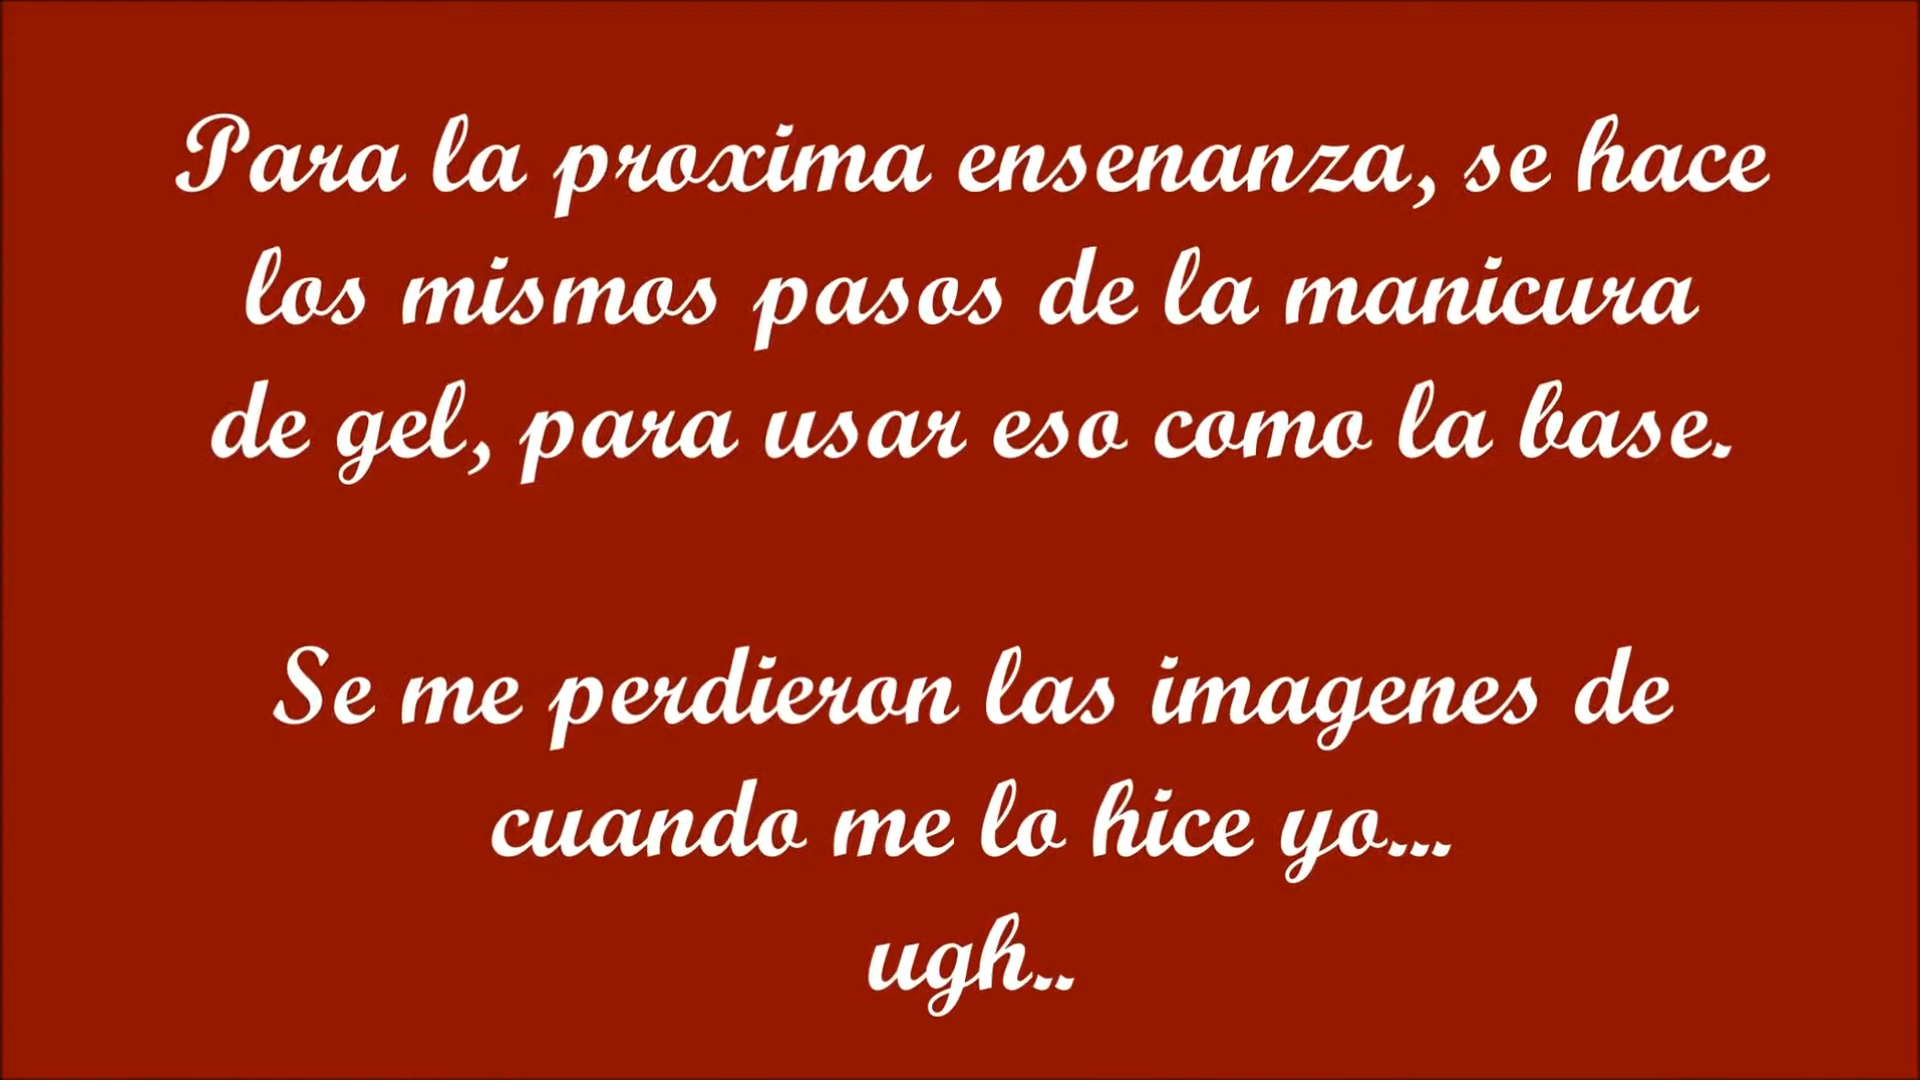 Para la proxima ensenanza, se hace
los mismos pasos de la manicura
de gel, para usar eso como la base.
Se me perdieron las imagenes de
cuando me lo hice yo...
ugh..